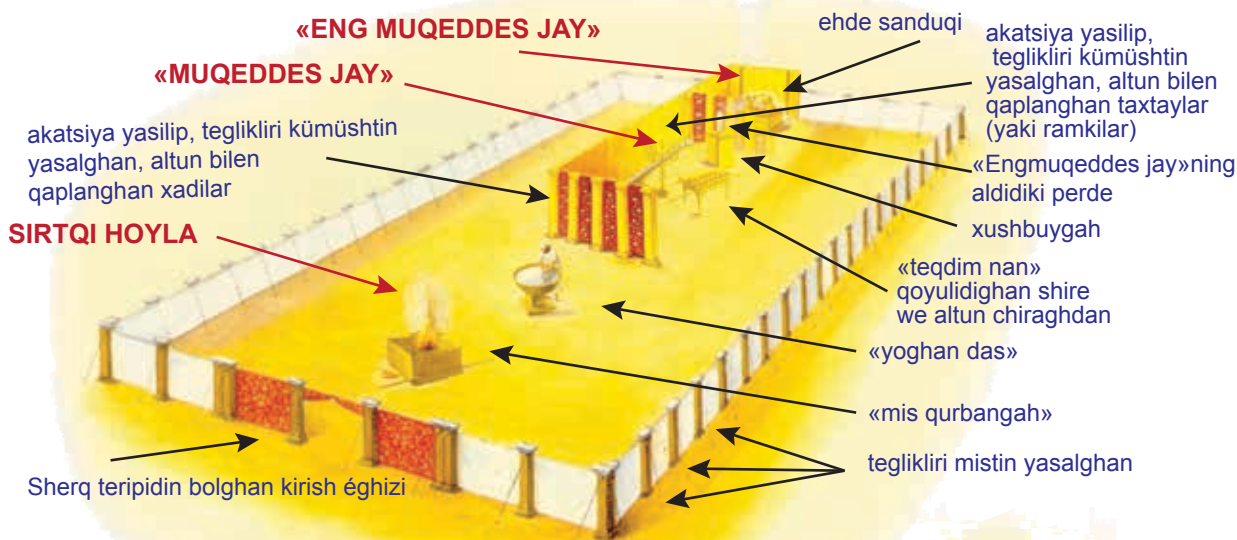 «ENG MUQEDDES JAY»
«MUQEDDES JAY»
akatsiya yasilip, teglikliri kümüshtin
yasalghan, altun bilen
qaplanghan xadilar
SIRTQI HOYLA
Sherq teripidin bolghan kirish éghizi
ehde sanduqi
akatsiya yasilip,
teglikliri kümüshtin
yasalghan, altun bilen
qaplanghan taxtaylar
(yaki ramkilar)
«Engmuqeddes jay»ning
aldidiki perde
xushbuygah
«teqdim nan»
qoyulidighan shire
we altun chiraghdan
«yoghan das»
«mis qurbangah»
teglikliri mistin yasalghan